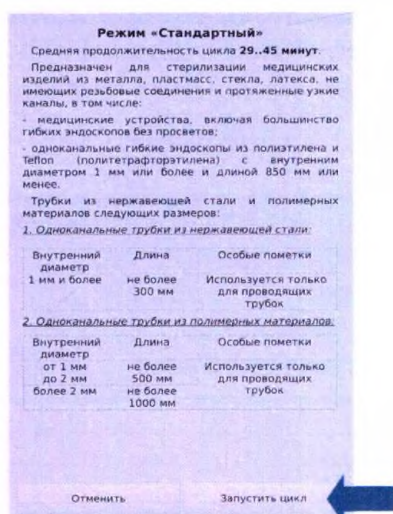 Режим «Стандартный»
Средняя продолжительность цикла 29..45 минут.
Предназначен для стерилизации медицинских
изделий из металла, пластмасс, стекла, латекса, не
имеющих резьбовые соединения и протяженные узкие
каналы, в том числе:
- медицинские устройства, включая большинство
гибких эндоскопов без просветов;
- одноканальные гибкие эндоскопы из полиэтилена и
Teflon (политетрафторэтилена) с внутренним
диаметром 1 мм или более и длиной 850 мм или
менее.
Трубки из нержавеющей стали и полимерных
материалов следующих размеров:
1. Одноканальные трубки из нержавеющей стали:
Внутренний Длина Особые пометки
диаметр
1 мм и более не более Используется только
300 мм для проводящих
трубок
2. Одноканальные трубки из полимерных материалов:
Внутренний Длина Особые пометки
диаметр
от 1 мм не более Используется только
до 2 мм 500 мм для проводящих
более 2 мм не более трубок
1000 мм
Отменить Запустить цикл